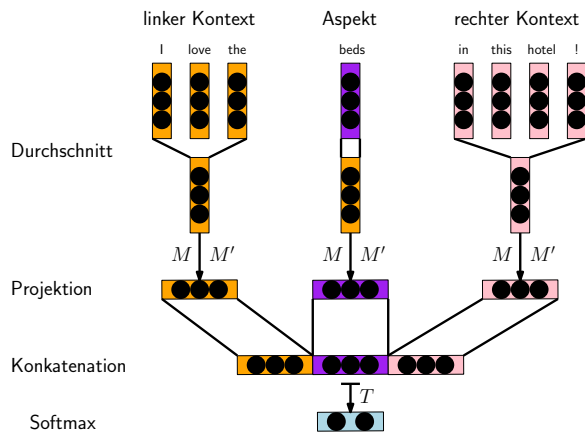 linker Kontext Aspekt rechter Kontext
I love the beds in this hotel !
Durchschnitt
M M′ M M′ M M′
Projektion
Konkatenation
T
Softmax